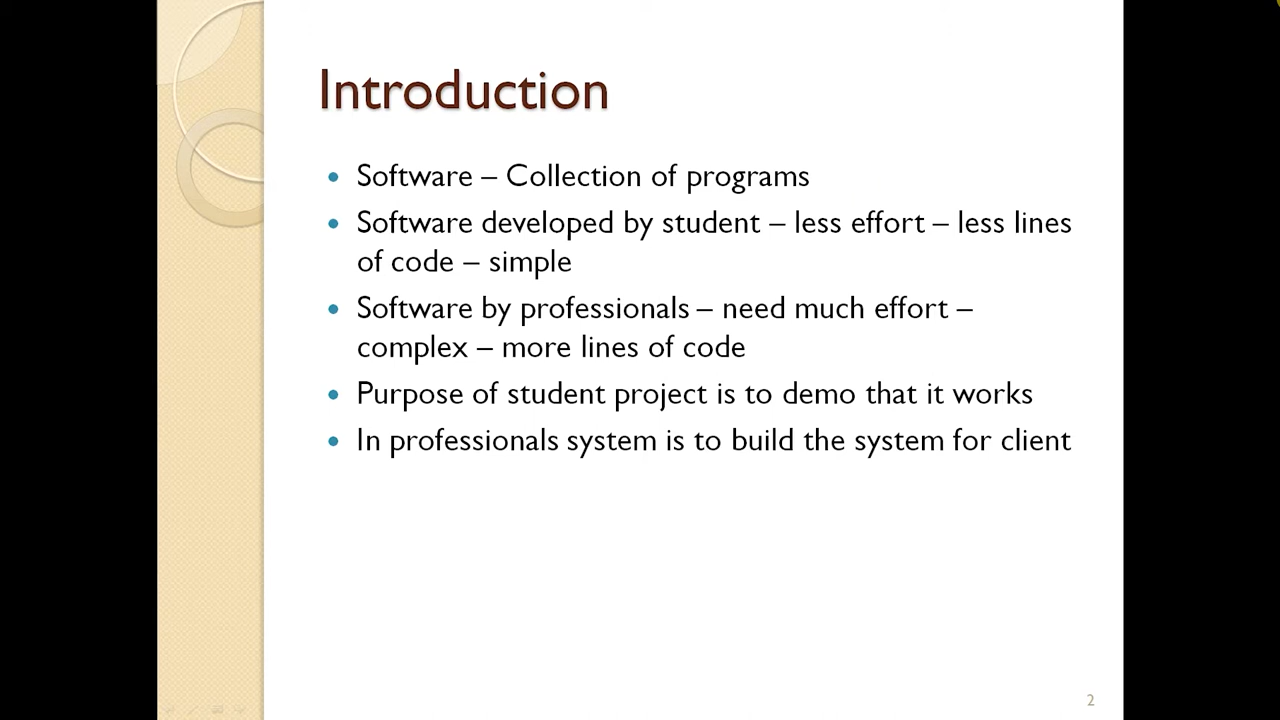 Introduction
• Software – Collection of programs
• Software developed by student – less effort – less lines
of code – simple
• Software by professionals – need much effort –
complex – more lines of code
• Purpose of student project is to demo that it works
• In professionals system is to build the system for client
2